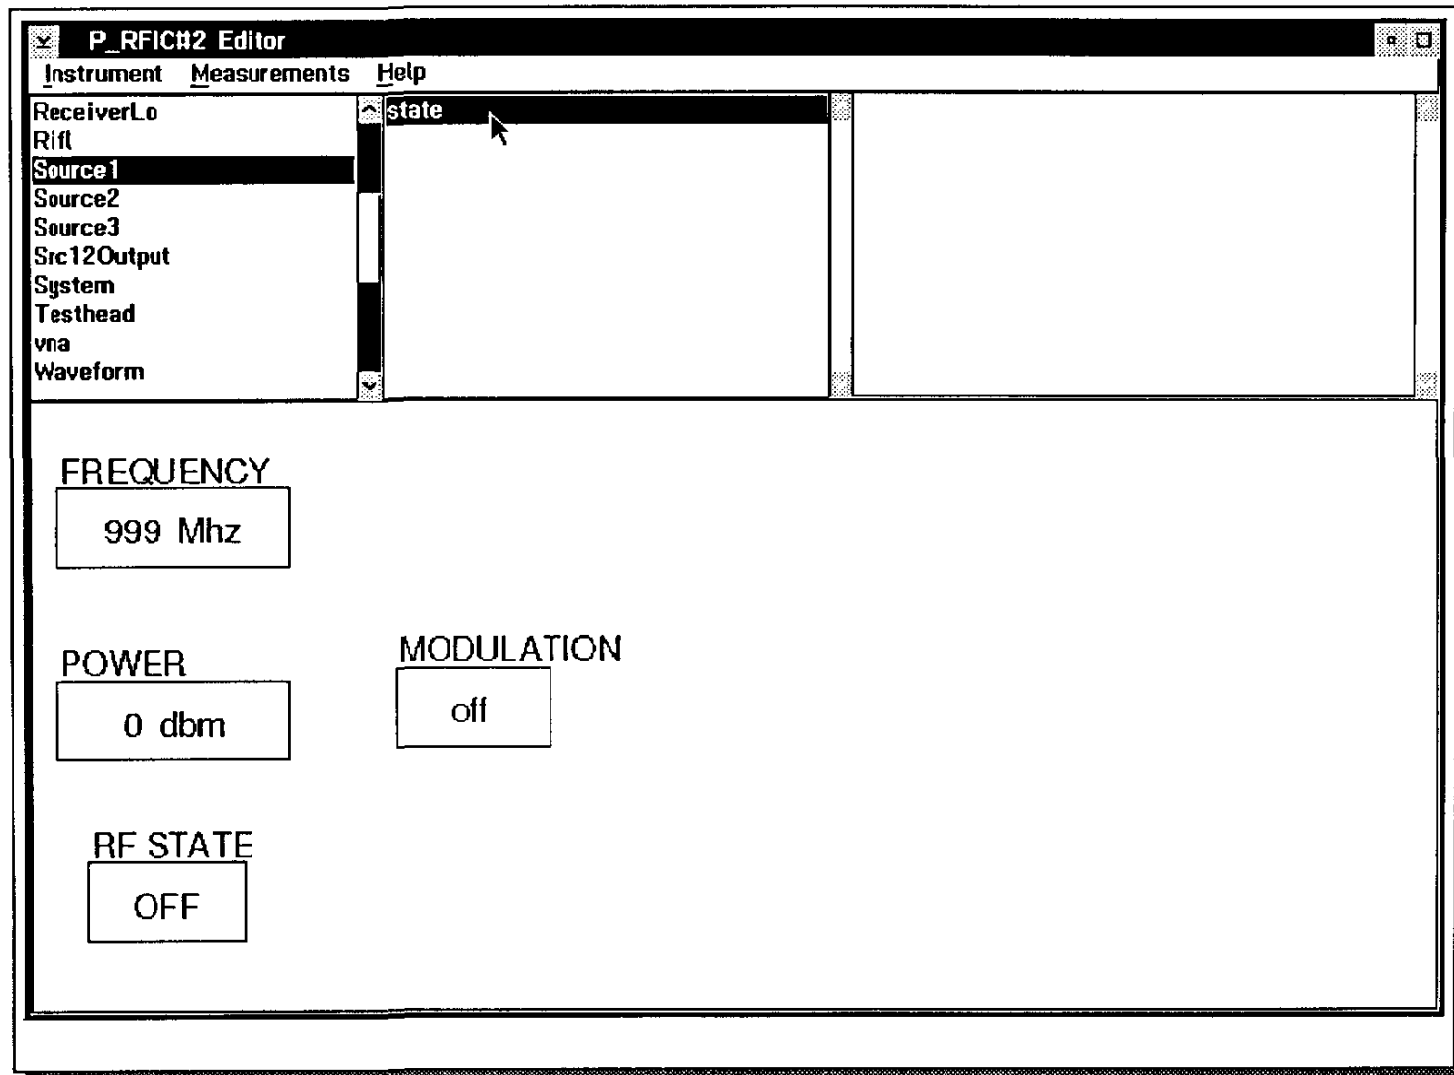 P_RFIC#2 Editor
Instrument Measurements Help
ReceiverLo
Rifl
Source1
Source2
Source3
Src12Output
System
Testhead
vna
Waveform
state
FREQUENCY
999 Mhz
POWER
0 dbm
MODULATION
off
RF STATE
OFF